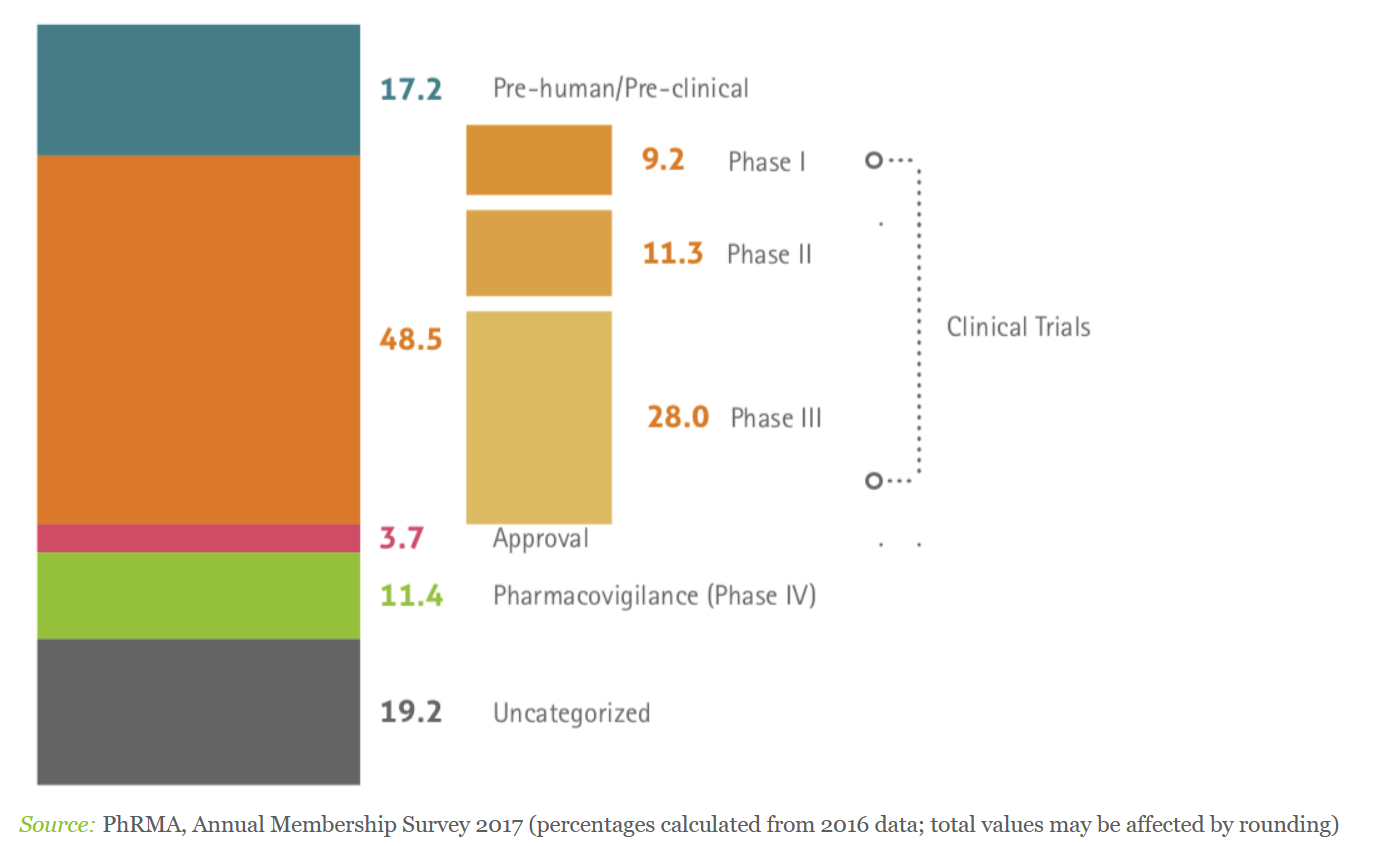 17.2 Pre-human/Pre-clinical
9.2 Phase I
11.3 Phase II
48.5
Clinical Trials
28.0 Phase III
3.7 Approval
11.4 Pharmacovigilance (Phase IV)
19.2 Uncategorized
Source: PhRMA, Annual Membership Survey 2017 (percentages calculated from 2016 data; total values may be affected by rounding)